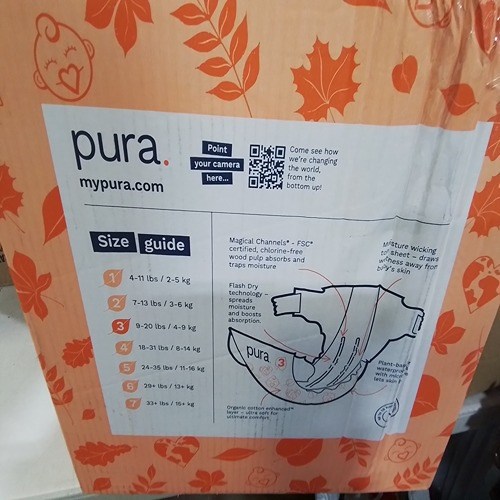 pura.
mypura.com
Point
your camera
here...
Come see how
we're changing
the world,
from the
bottom up!
Size guide
1 4-11 lbs / 2-5 kg
2 7-13 lbs / 3-6 kg
3 9-20 lbs / 4-9 kg
4 18-31 lbs / 8-14 kg
5 24-35 lbs / 11-16 kg
6 29+ lbs / 13+ kg
7 33+ lbs / 15+ kg
Magical Channels* - FSC®
certified, chlorine-free
wood pulp absorbs and
traps moisture
Flash Dry
technology -
spreads
moisture
and boosts
absorption.
wicking
sheet - draws
away from
skin
pura 3
waterproof
with
lets
Organic cotton enhanced**
layer - ultra soft for
ultimate comfort